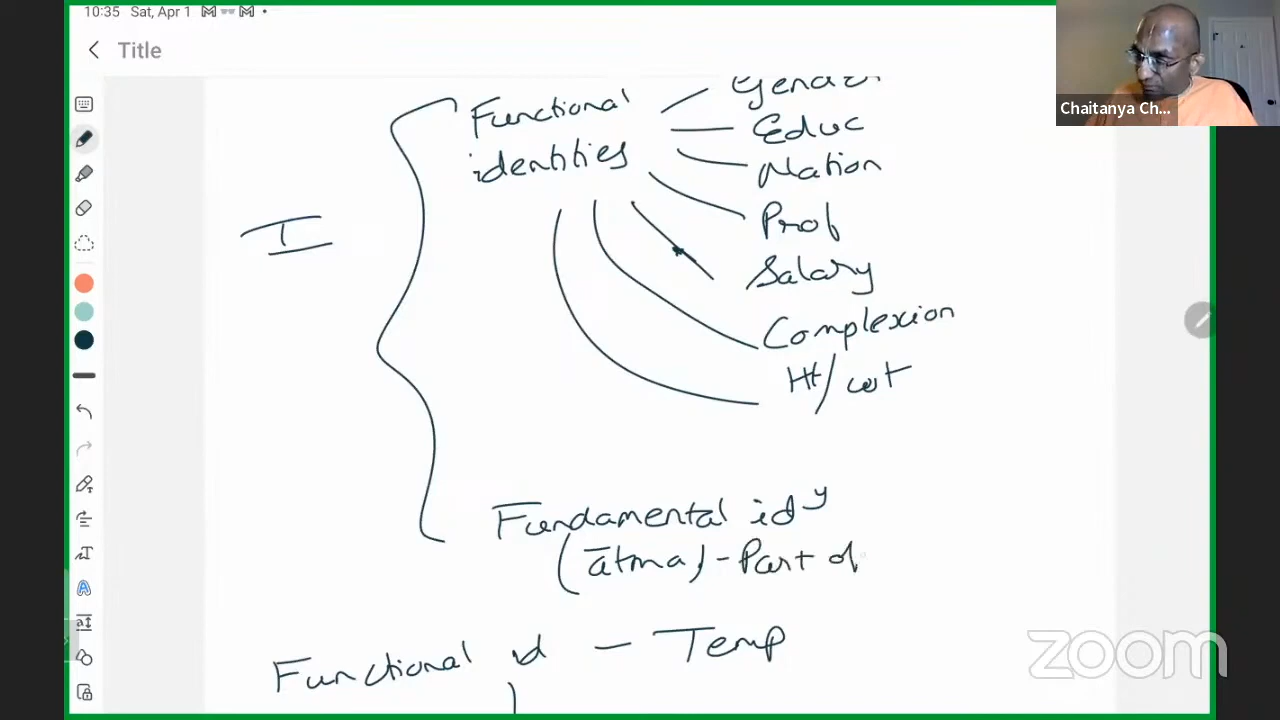 10:35 Sat, Apr 1
Title
Chaitanya Ch...
Functional
identities
Gender
Educ
Nation
Prof
Salary
Complexion
Ht/wt
I
Fundamental idy
(ātma) - Part of
Functional id - Temp
zoom